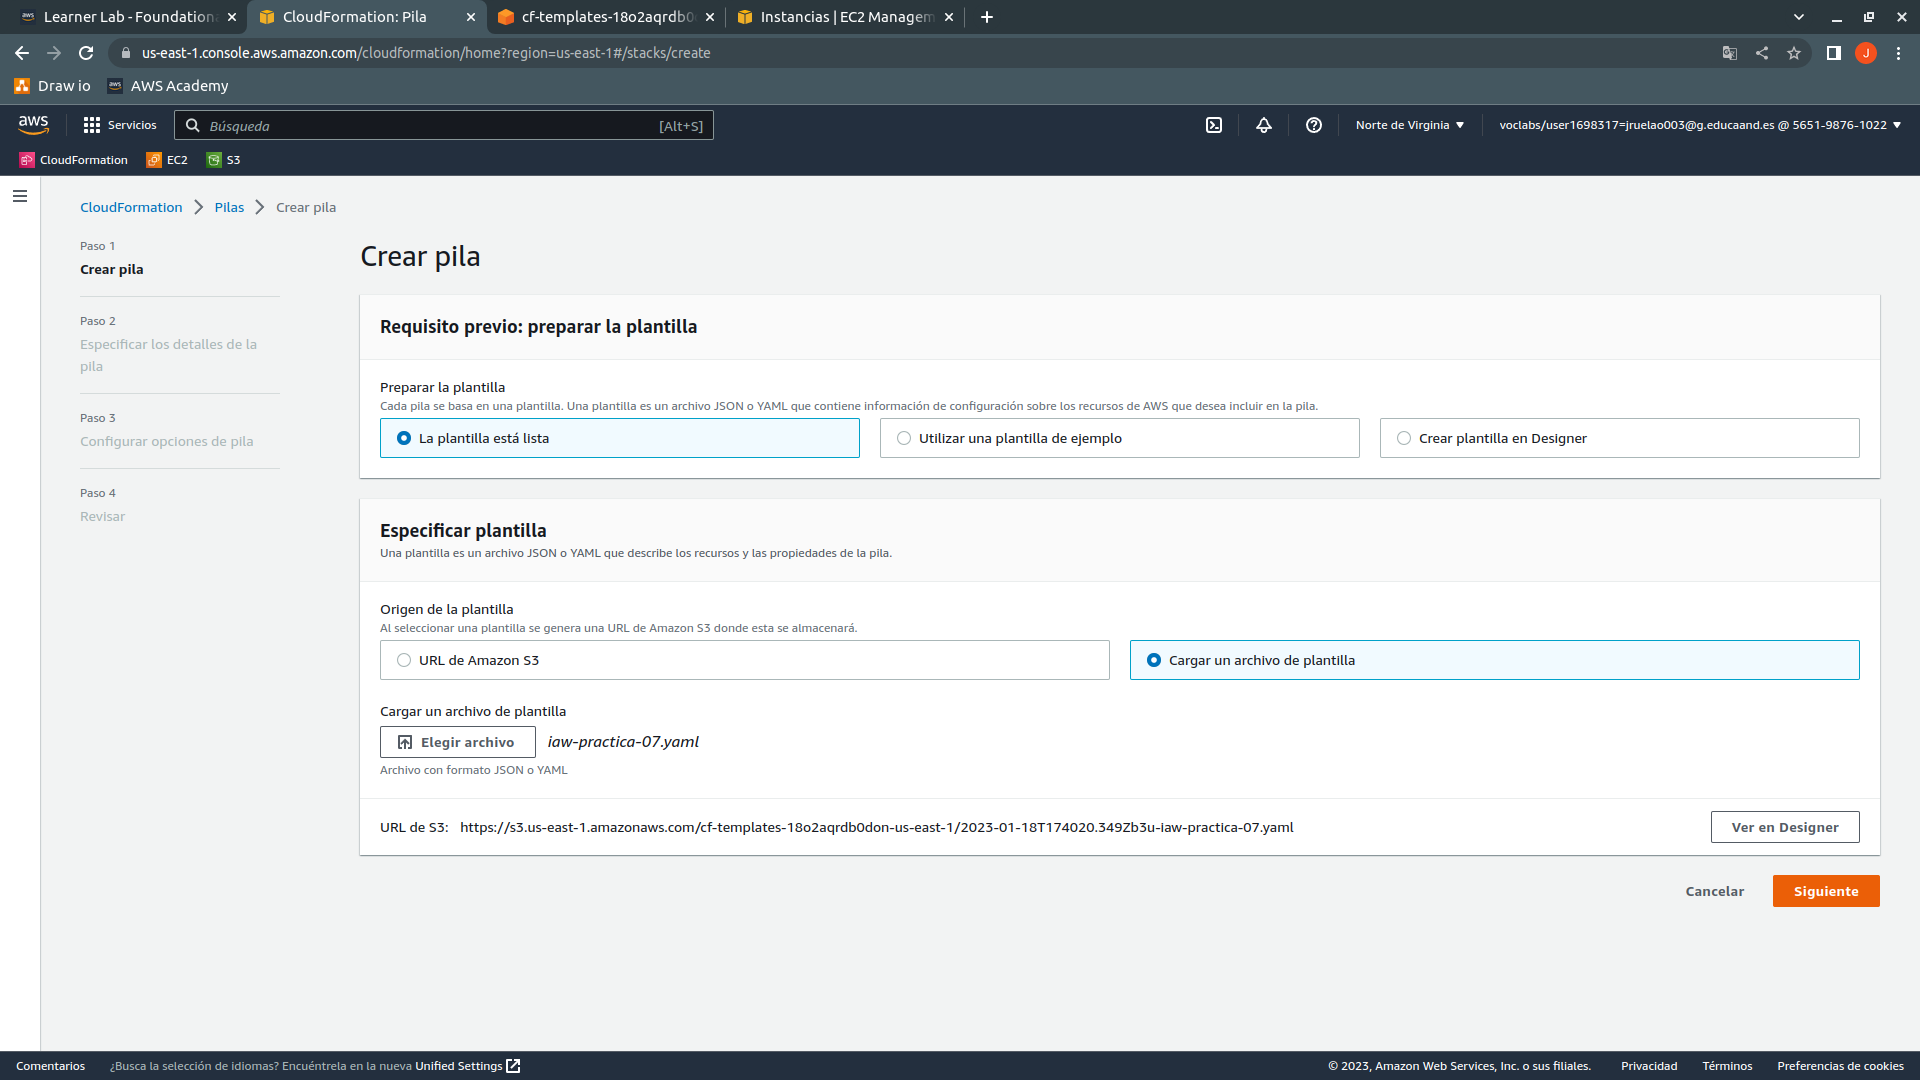 Learner Lab - Foundation
CloudFormation: Pila
cf-templates-18o2aqrdb0
Instancias | EC2 Managem
us-east-1.console.aws.amazon.com/cloudformation/home?region=us-east-1#/stacks/create
J
Draw io
AWS Academy
aws
Servicios
Búsqueda
[Alt+S]
Norte de Virginia
voclabs/user1698317=jruelao003@g.educaand.es @ 5651-9876-1022
CloudFormation
EC2
S3
CloudFormation
Pilas
Crear pila
Paso 1
Crear pila
Paso 2
Especificar los detalles de la
pila
Paso 3
Configurar opciones de pila
Paso 4
Revisar
Crear pila
Requisito previo: preparar la plantilla
Preparar la plantilla
Cada pila se basa en una plantilla. Una plantilla es un archivo JSON o YAML que contiene información de configuración sobre los recursos de AWS que desea incluir en la pila.
La plantilla está lista
Utilizar una plantilla de ejemplo
Crear plantilla en Designer
Especificar plantilla
Una plantilla es un archivo JSON o YAML que describe los recursos y las propiedades de la pila.
Origen de la plantilla
Al seleccionar una plantilla se genera una URL de Amazon S3 donde esta se almacenará.
URL de Amazon S3
Cargar un archivo de plantilla
Cargar un archivo de plantilla
Elegir archivo
iaw-practica-07.yaml
Archivo con formato JSON o YAML
URL de S3: https://s3.us-east-1.amazonaws.com/cf-templates-18o2aqrdb0don-us-east-1/2023-01-18T174020.349Zb3u-iaw-practica-07.yaml
Ver en Designer
Cancelar
Siguiente
Comentarios
¿Busca la selección de idiomas? Encuéntrela en la nueva Unified Settings
© 2023, Amazon Web Services, Inc. o sus filiales.
Privacidad
Términos
Preferencias de cookies